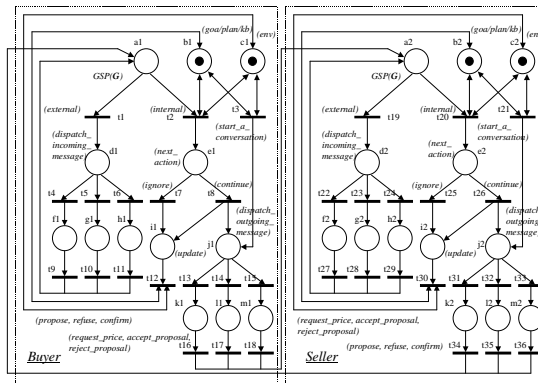 (goa/plan/kb)
(env)
a1
b1
c1
GSP(G)
(external)
t1
(internal)
t2
t3
(start_a_
conversation)
(dispatch_
incoming_
message)
d1
(next_
action)
e1
t4
t5
t6
(ignore)
t7
t8
(continue)
f1
g1
h1
i1
(dispatch_
outgoing_
message)
j1
(update)
t9
t10
t11
t12
t13
t14
t15
k1
l1
m1
(propose, refuse, confirm)
(request_price, accept_proposal,
reject_proposal)
Buyer
t16
t17
t18
(goa/plan/kb)
(env)
a2
b2
c2
GSP(G)
(external)
t19
(internal)
t20
t21
(start_a_
conversation)
(dispatch_
incoming_
message)
d2
(next_
action)
e2
t22
t23
t24
(ignore)
t25
t26
(continue)
f2
g2
h2
i2
(dispatch_
outgoing_
message)
j2
(update)
t27
t28
t29
t30
t31
t32
t33
k2
l2
m2
(request_price, accept_proposal,
reject_proposal)
(propose, refuse, confirm)
Seller
t34
t35
t36